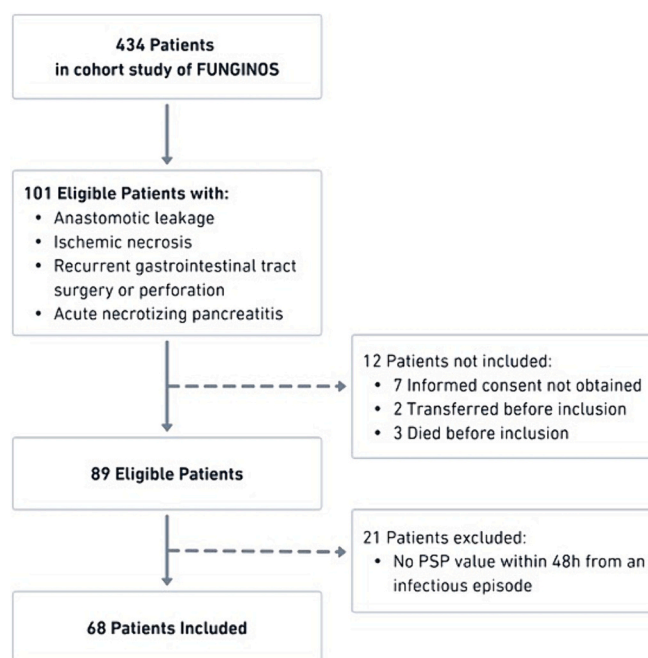 434 Patients
in cohort study of FUNGINOS
101 Eligible Patients with:
• Anastomotic leakage
• Ischemic necrosis
• Recurrent gastrointestinal tract
surgery or perforation
• Acute necrotizing pancreatitis
12 Patients not included:
• 7 Informed consent not obtained
• 2 Transferred before inclusion
• 3 Died before inclusion
89 Eligible Patients
21 Patients excluded:
• No PSP value within 48h from an
infectious episode
68 Patients Included